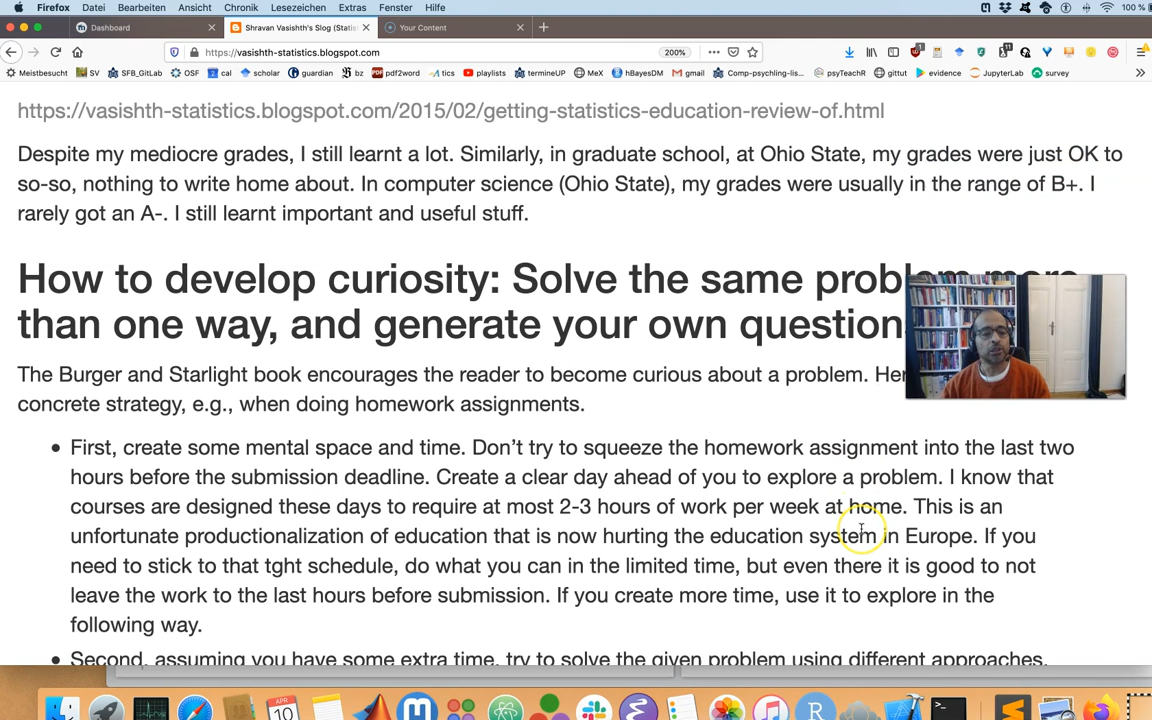 Firefox Datei Bearbeiten Ansicht Chronik Lesezeichen Extras Fenster Hilfe 100 %
Dashboard Shravan Vasishth's Slog (Statis Your Content
https://vasishth-statistics.blogspot.com 200%
Meistbesucht SV SFB_GitLab OSF cal scholar guardian bz pdf2word tics playlists termineUP MeX hBayesDM gmail Comp-psychling-lis... psyTeachR gittut evidence JupyterLab survey
https://vasishth-statistics.blogspot.com/2015/02/getting-statistics-education-review-of.html
Despite my mediocre grades, I still learnt a lot. Similarly, in graduate school, at Ohio State, my grades were just OK to
so-so, nothing to write home about. In computer science (Ohio State), my grades were usually in the range of B+. I
rarely got an A-. I still learnt important and useful stuff.
How to develop curiosity: Solve the same problem more
than one way, and generate your own question
The Burger and Starlight book encourages the reader to become curious about a problem. Her
concrete strategy, e.g., when doing homework assignments.
• First, create some mental space and time. Don't try to squeeze the homework assignment into the last two
hours before the submission deadline. Create a clear day ahead of you to explore a problem. I know that
courses are designed these days to require at most 2-3 hours of work per week at home. This is an
unfortunate productionalization of education that is now hurting the education system in Europe. If you
need to stick to that tght schedule, do what you can in the limited time, but even there it is good to not
leave the work to the last hours before submission. If you create more time, use it to explore in the
following way.
• Second, assuming you have some extra time, try to solve the given problem using different approaches.
APR
10